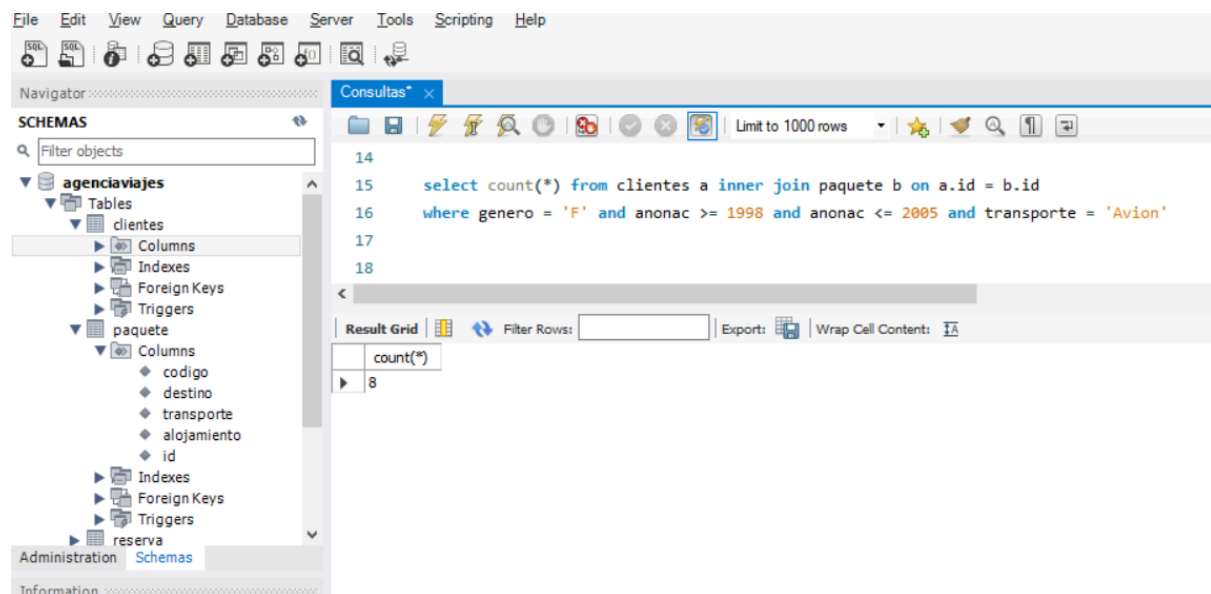 File Edit View Query Database Server Tools Scripting Help
Navigator
SCHEMAS
Filter objects
agenciaviajes
Tables
clientes
Columns
Indexes
Foreign Keys
Triggers
paquete
Columns
codigo
destino
transporte
alojamiento
id
Indexes
Foreign Keys
Triggers
reserva
Administration Schemas
Information
Consultas*
Limit to 1000 rows
14
15 select count(*) from clientes a inner join paquete b on a.id = b.id
16 where genero = 'F' and anonac >= 1998 and anonac <= 2005 and transporte = 'Avion'
17
18
Result Grid Filter Rows: Export: Wrap Cell Content:
count(*)
8